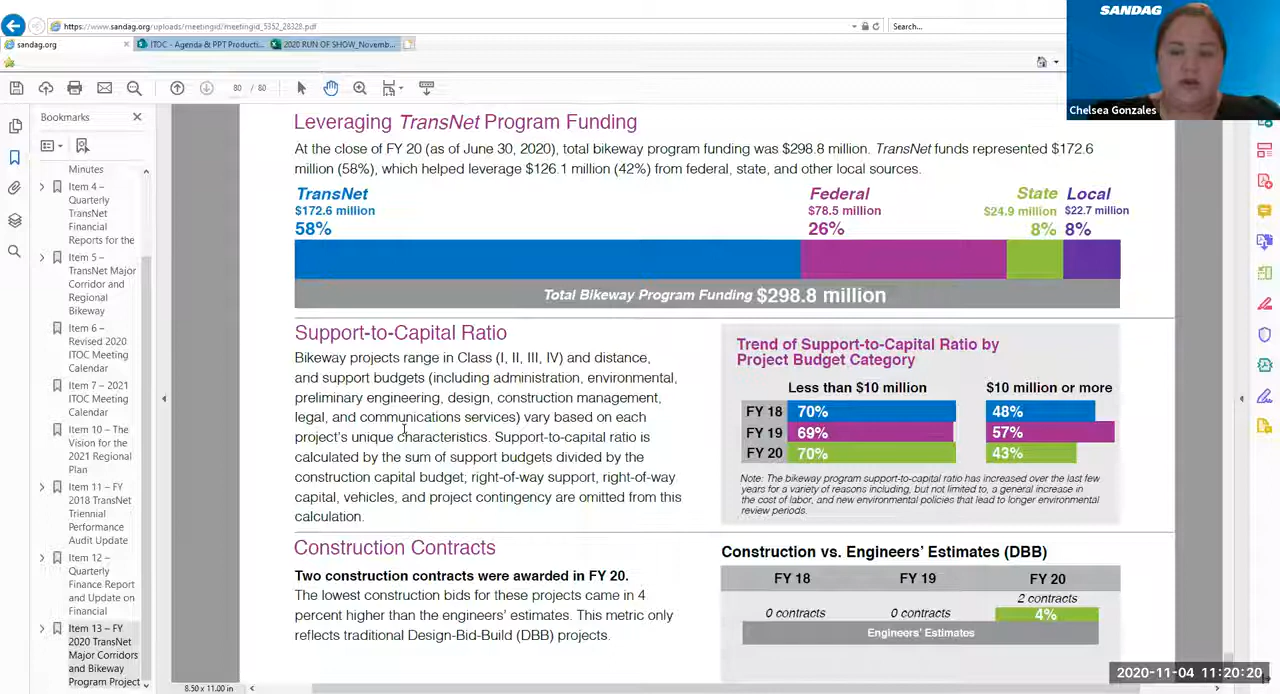 https://www.sandag.org/uploads/meetingid/meetingid_5352_28328.pdf
Search...
SANDAG
sandag.org
ITOC - Agenda & PPT Producti...
2020 RUN OF SHOW_Novemb...
80 / 80
Chelsea Gonzales
Bookmarks
Minutes
Item 4 –
Quarterly
TransNet
Financial
Reports for the
Item 5 –
TransNet Major
Corridor and
Regional
Bikeway
Item 6 –
Revised 2020
ITOC Meeting
Calendar
Item 7 – 2021
ITOC Meeting
Calendar
Item 10 – The
Vision for the
2021 Regional
Plan
Item 11 – FY
2018 TransNet
Triennial
Performance
Audit Update
Item 12 –
Quarterly
Finance Report
and Update on
Financial
Item 13 – FY
2020 TransNet
Major Corridors
and Bikeway
Program Project
Leveraging TransNet Program Funding
At the close of FY 20 (as of June 30, 2020), total bikeway program funding was $298.8 million. TransNet funds represented $172.6
million (58%), which helped leverage $126.1 million (42%) from federal, state, and other local sources.
TransNet Federal State Local
$172.6 million $78.5 million $24.9 million $22.7 million
58% 26% 8% 8%
Total Bikeway Program Funding $298.8 million
Support-to-Capital Ratio
Bikeway projects range in Class (I, II, III, IV) and distance,
and support budgets (including administration, environmental,
preliminary engineering, design, construction management,
legal, and communications services) vary based on each
project's unique characteristics. Support-to-capital ratio is
calculated by the sum of support budgets divided by the
construction capital budget; right-of-way support, right-of-way
capital, vehicles, and project contingency are omitted from this
calculation.
Trend of Support-to-Capital Ratio by
Project Budget Category
Less than $10 million $10 million or more
FY 18 70% 48%
FY 19 69% 57%
FY 20 70% 43%
Note: The bikeway program support-to-capital ratio has increased over the last few
years for a variety of reasons including, but not limited to, a general increase in
the cost of labor, and new environmental policies that lead to longer environmental
review periods.
Construction Contracts
Two construction contracts were awarded in FY 20.
The lowest construction bids for these projects came in 4
percent higher than the engineers' estimates. This metric only
reflects traditional Design-Bid-Build (DBB) projects.
Construction vs. Engineers' Estimates (DBB)
FY 18 FY 19 FY 20
2 contracts
0 contracts 0 contracts 4%
Engineers' Estimates
8.50 x 11.00 in
2020-11-04 11:20:20